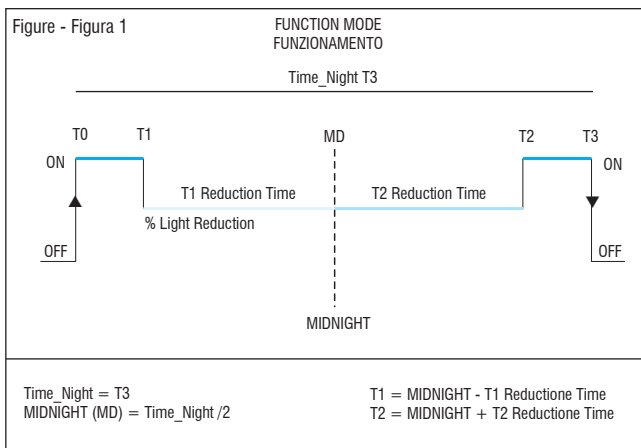 Figure - Figura 1
FUNCTION MODE
FUNZIONAMENTO
Time_Night T3
T0 T1 MD T2 T3
ON ON
T1 Reduction Time T2 Reduction Time
% Light Reduction
OFF OFF
MIDNIGHT
Time_Night = T3
MIDNIGHT (MD) = Time_Night /2
T1 = MIDNIGHT - T1 Reductione Time
T2 = MIDNIGHT + T2 Reductione Time